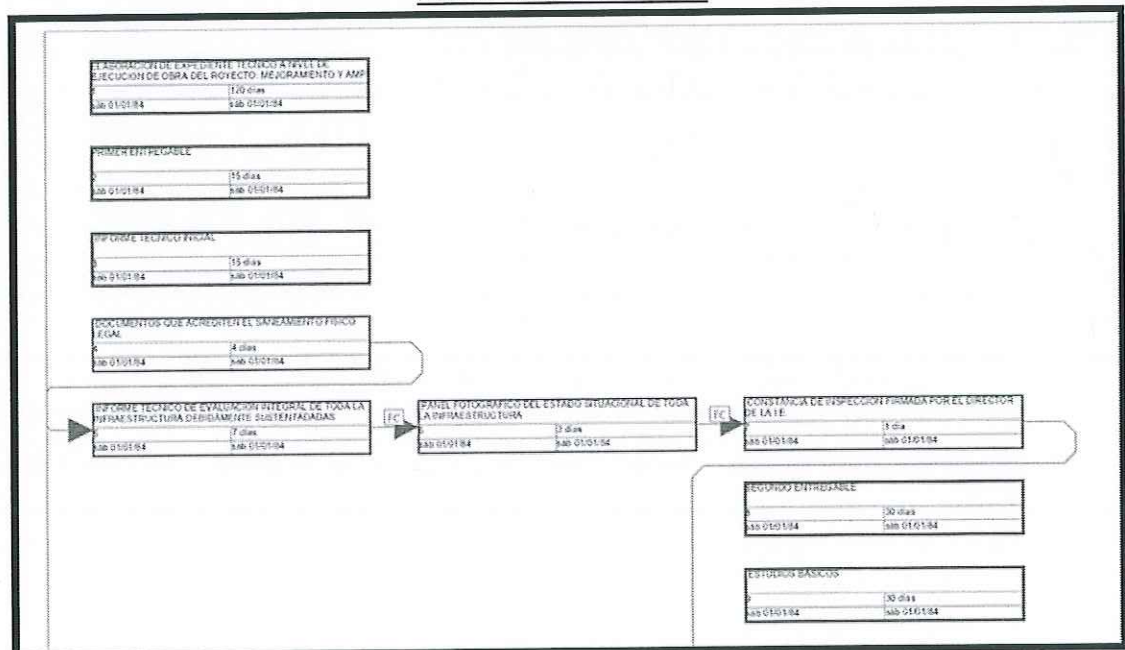 ELABORACION DE EXPEDIENTE TECNICO A NIVEL DE
EJECUCION DE OBRA DEL ROYECTO: MEJORAMIENTO Y AMP
120 días
sáb 01/01/84 sáb 01/01/84
PRIMER ENTREGABLE
15 días
sáb 01/01/84 sáb 01/01/84
INFORME TECNICO INICIAL
15 días
sáb 01/01/84 sáb 01/01/84
DOCUMENTOS QUE ACREDITEN EL SANEAMIENTO FISICO
LEGAL
4 4 días
sáb 01/01/84 sáb 01/01/84
INFORME TECNICO DE EVALUACION INTEGRAL DE TODA LA
INFRAESTRUCTURA DEBIDAMENTE SUSTENTADADAS
7 días
sáb 01/01/84 sáb 01/01/84
FC
PANEL FOTOGRAFICO DEL ESTADO SITUACIONAL DE TODA
LA INFRAESTRUCTURA
días
sáb 01/01/84 sáb 01/01/84
FC
CONSTANCIA DE INSPECCION FIRMADA POR EL DIRECTOR
DE LA I.E.
1 día
sáb 01/01/84 sáb 01/01/84
SEGUNDO ENTREGABLE
30 días
sáb 01/01/84 sáb 01/01/84
ESTUDIOS BASICOS
30 días
sáb 01/01/84 sáb 01/01/84